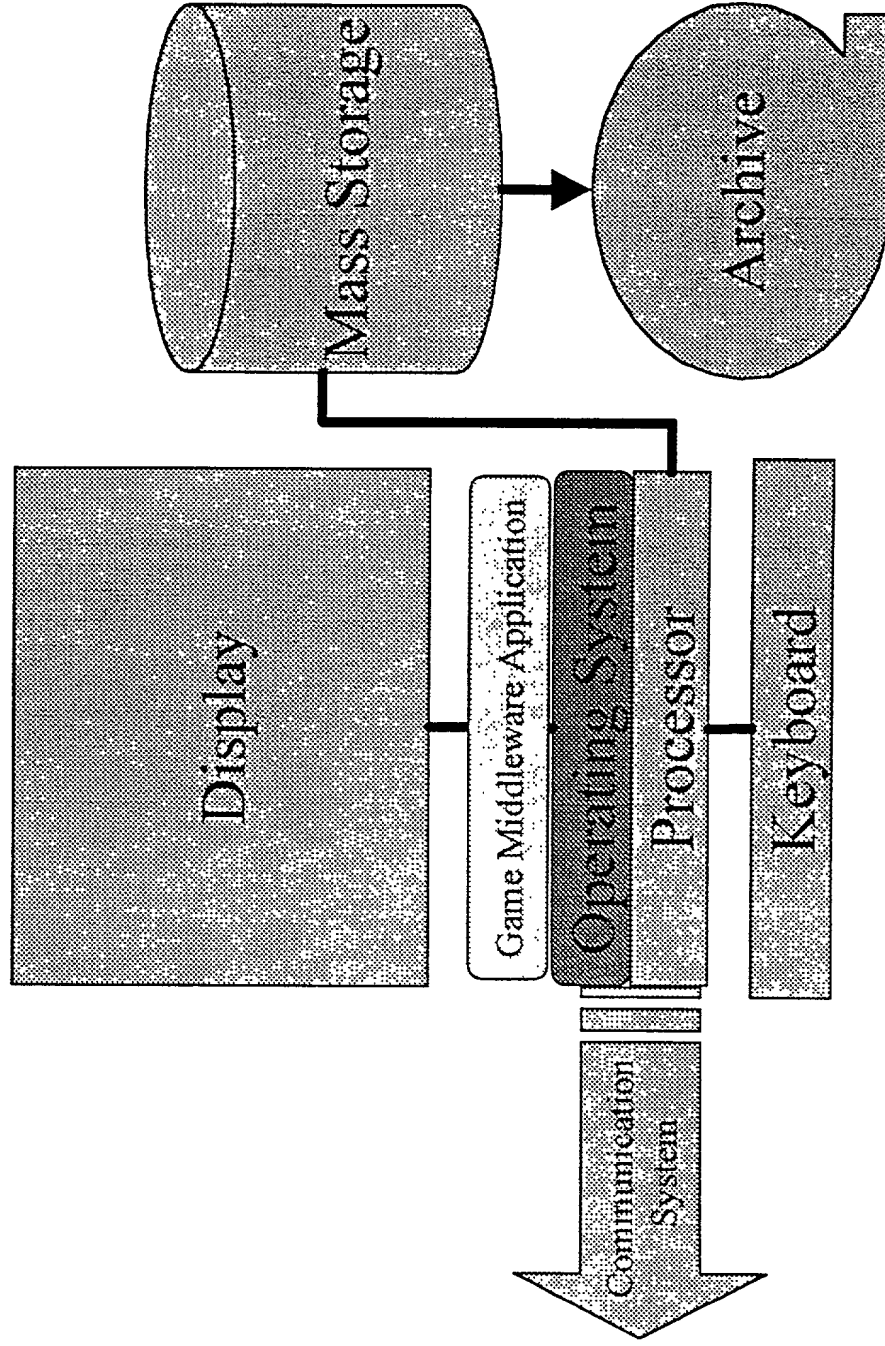 Display
Game Middleware Application
Operating System
Processor
Keyboard
Communication
System
Mass Storage
Archive